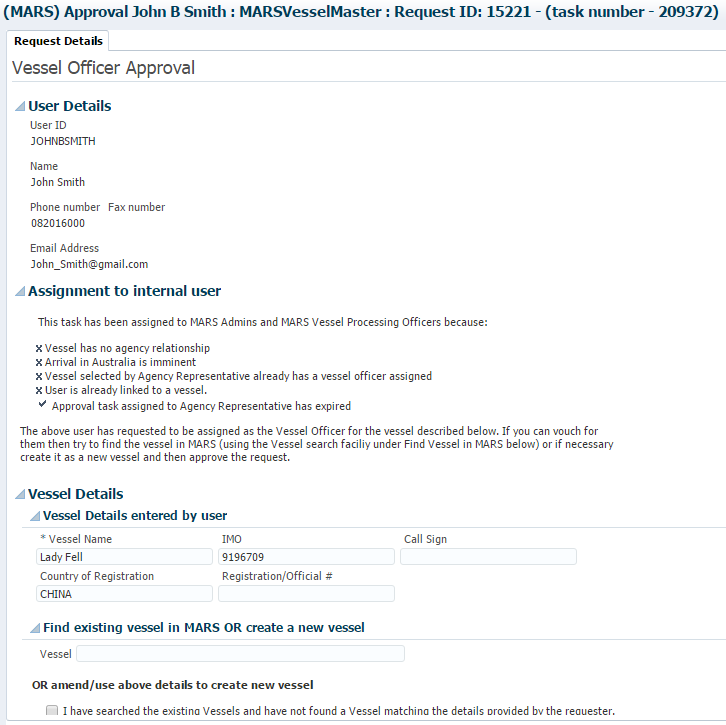 (MARS) Approval John B Smith : MARSVesselMaster : Request ID: 15221 - (task number - 209372)
Request Details
Vessel Officer Approval
User Details
User ID
JOHNBSMITH
Name
John Smith
Phone number Fax number
082016000
Email Address
John_Smith@gmail.com
Assignment to internal user
This task has been assigned to MARS Admins and MARS Vessel Processing Officers because:
x Vessel has no agency relationship
x Arrival in Australia is imminent
x Vessel selected by Agency Representative already has a vessel officer assigned
x User is already linked to a vessel.
✓ Approval task assigned to Agency Representative has expired
The above user has requested to be assigned as the Vessel Officer for the vessel described below. If you can vouch for
them then try to find the vessel in MARS (using the Vessel search faciliy under Find Vessel in MARS below) or if necessary
create it as a new vessel and then approve the request.
Vessel Details
Vessel Details entered by user
* Vessel Name IMO Call Sign
Lady Fell 9196709
Country of Registration Registration/Official #
CHINA
Find existing vessel in MARS OR create a new vessel
Vessel
OR amend/use above details to create new vessel
I have searched the existing Vessels and have not found a Vessel matching the details provided by the requester.